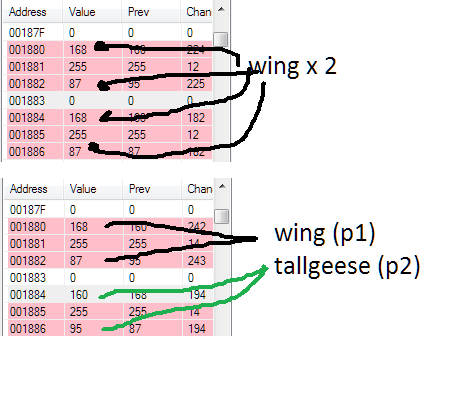 Address Value Prev Chan
00187F 0 0 0
001880 168 224
001881 255 255 12
001882 87 95 225
001883 0 0 0
001884 168 182
001885 255 255 12
001886 87 87 182
wing x 2
Address Value Prev Chan
00187F 0 0 0
001880 168 160 242
001881 255 255 14
001882 87 95 243
001883 0 0 0
001884 160 168 194
001885 255 255 14
001886 95 87 194
wing (p1)
tallgeese (p2)